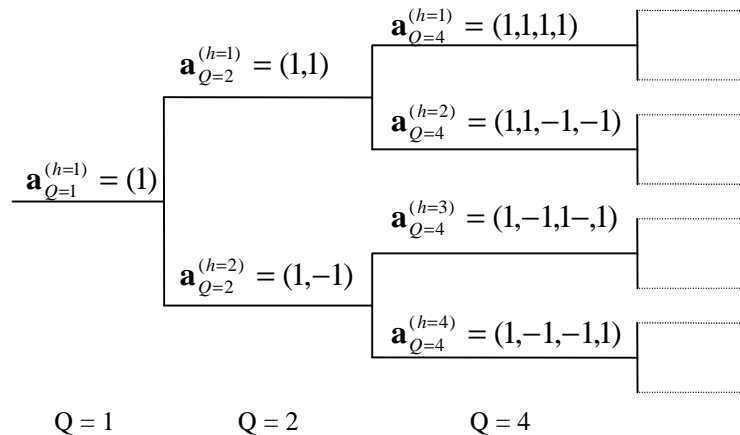 a_{Q=4}^{(h=1)} = (1,1,1,1)
a_{Q=2}^{(h=1)} = (1,1)
a_{Q=4}^{(h=2)} = (1,1,−1,−1)
a_{Q=1}^{(h=1)} = (1)
a_{Q=4}^{(h=3)} = (1,−1,1−,1)
a_{Q=2}^{(h=2)} = (1,−1)
a_{Q=4}^{(h=4)} = (1,−1,−1,1)
Q = 1 Q = 2 Q = 4